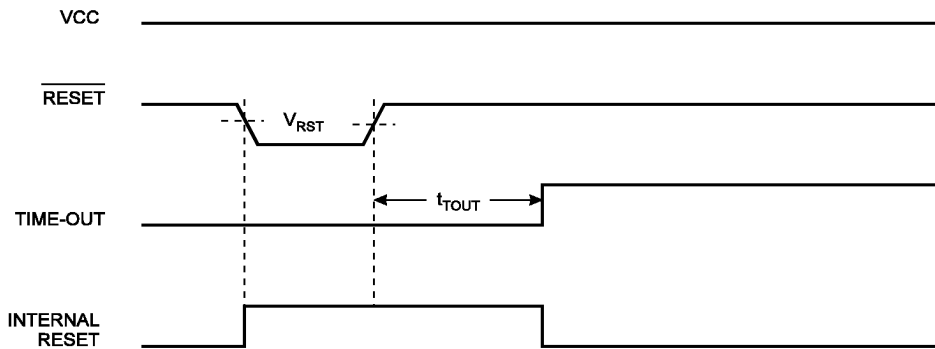 VCC
RESET
V_RST
t_TOUT
TIME-OUT
INTERNAL
RESET